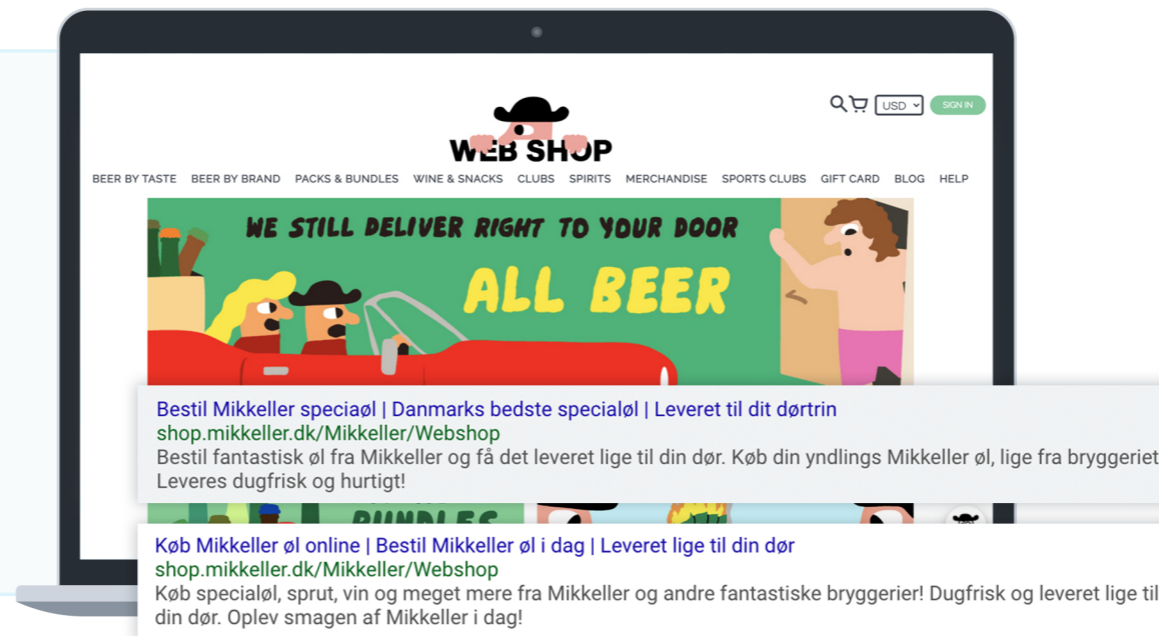 USD
SIGN IN
WEB SHOP
BEER BY TASTE BEER BY BRAND PACKS & BUNDLES WINE & SNACKS CLUBS SPIRITS MERCHANDISE SPORTS CLUBS GIFT CARD BLOG HELP
WE STILL DELIVER RIGHT TO YOUR DOOR
ALL BEER
Bestil Mikkeller speciaøl | Danmarks bedste specialøl | Leveret til dit dørtrin
shop.mikkeller.dk/Mikkeller/Webshop
Bestil fantastisk øl fra Mikkeller og få det leveret lige til din dør. Køb din yndlings Mikkeller øl, lige fra bryggeriet
Leveres dugfrisk og hurtigt!
BUNDLES
Køb Mikkeller øl online | Bestil Mikkeller øl i dag | Leveret lige til din dør
shop.mikkeller.dk/Mikkeller/Webshop
Køb specialøl, sprut, vin og meget mere fra Mikkeller og andre fantastiske bryggerier! Dugfrisk og leveret lige til
din dør. Oplev smagen af Mikkeller i dag!